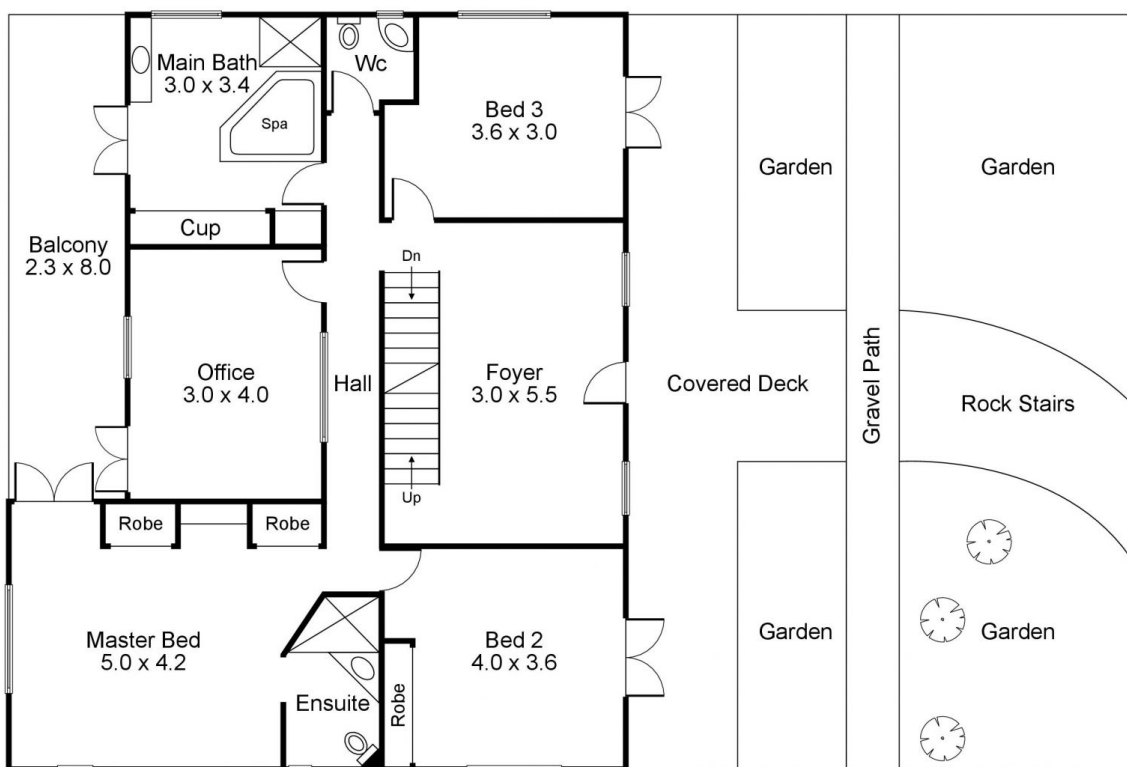 Main Bath
3.0 x 3.4
Wc
Spa
Bed 3
3.6 x 3.0
Garden
Garden
Cup
Balcony
2.3 x 8.0
Dn
Office
3.0 x 4.0
Hall
Foyer
3.0 x 5.5
Covered Deck
Gravel Path
Rock Stairs
Up
Robe
Robe
Master Bed
5.0 x 4.2
Ensuite
Robe
Bed 2
4.0 x 3.6
Garden
Garden